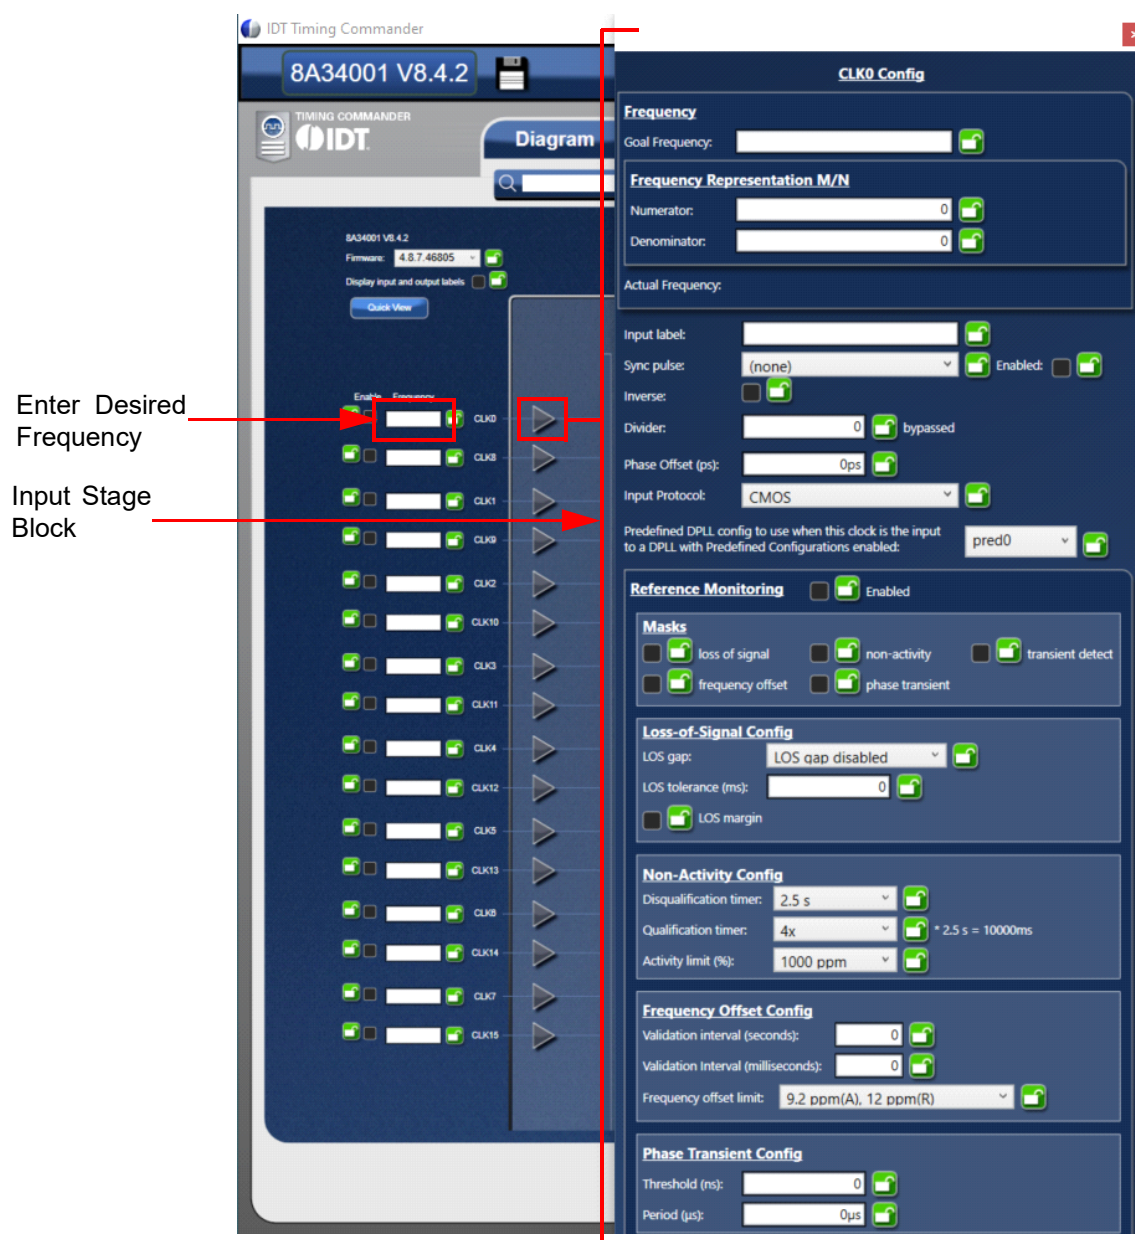 IDT Timing Commander
8A34001 V8.4.2
TIMING COMMANDER
IDT.
Diagram
8A34001 V8.4.2
Firmware: 4.8.7.46805
Display input and output labels
Quick View
Enable Frequency
CLK0
CLK8
CLK1
CLK9
CLK2
CLK10
CLK3
CLK11
CLK4
CLK12
CLK5
CLK13
CLK6
CLK14
CLK7
CLK15
Enter Desired
Frequency
Input Stage
Block
CLK0 Config
Frequency
Goal Frequency:
Frequency Representation M/N
Numerator: 0
Denominator: 0
Actual Frequency:
Input label:
Sync pulse: (none) Enabled:
Inverse:
Divider: 0 bypassed
Phase Offset (ps): 0ps
Input Protocol: CMOS
Predefined DPLL config to use when this clock is the input
to a DPLL with Predefined Configurations enabled: pred0
Reference Monitoring Enabled
Masks
loss of signal non-activity transient detect
frequency offset phase transient
Loss-of-Signal Config
LOS gap: LOS gap disabled
LOS tolerance (ms): 0
LOS margin
Non-Activity Config
Disqualification timer: 2.5 s
Qualification timer: 4x * 2.5 s = 10000ms
Activity limit (%): 1000 ppm
Frequency Offset Config
Validation interval (seconds): 0
Validation Interval (milliseconds): 0
Frequency offset limit: 9.2 ppm(A), 12 ppm(R)
Phase Transient Config
Threshold (ns): 0
Period (µs): 0µs